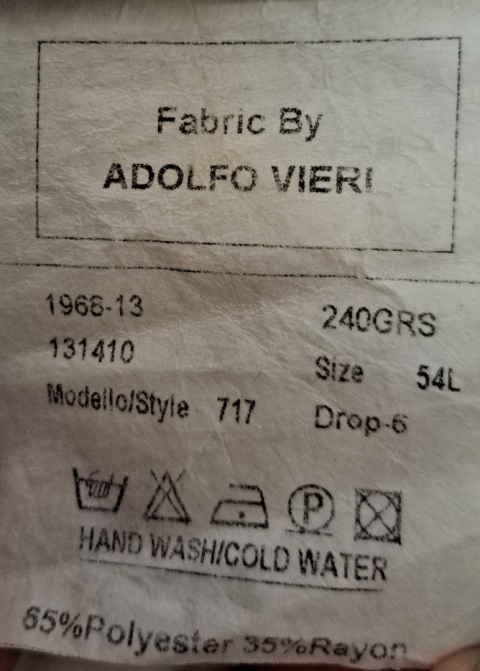 Fabric By
ADOLFO VIERI
1968-13 240GRS
131410 Size 54L
Modello/Style 717 Drop-6
P
HAND WASH/COLD WATER
65%Polyester 35%Rayon